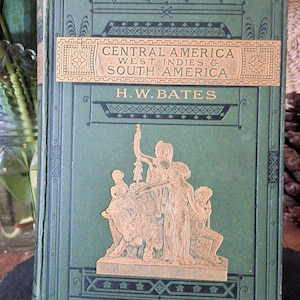 CENTRAL AMERICA
WEST INDIES &
SOUTH AMERICA
H.W. BATES